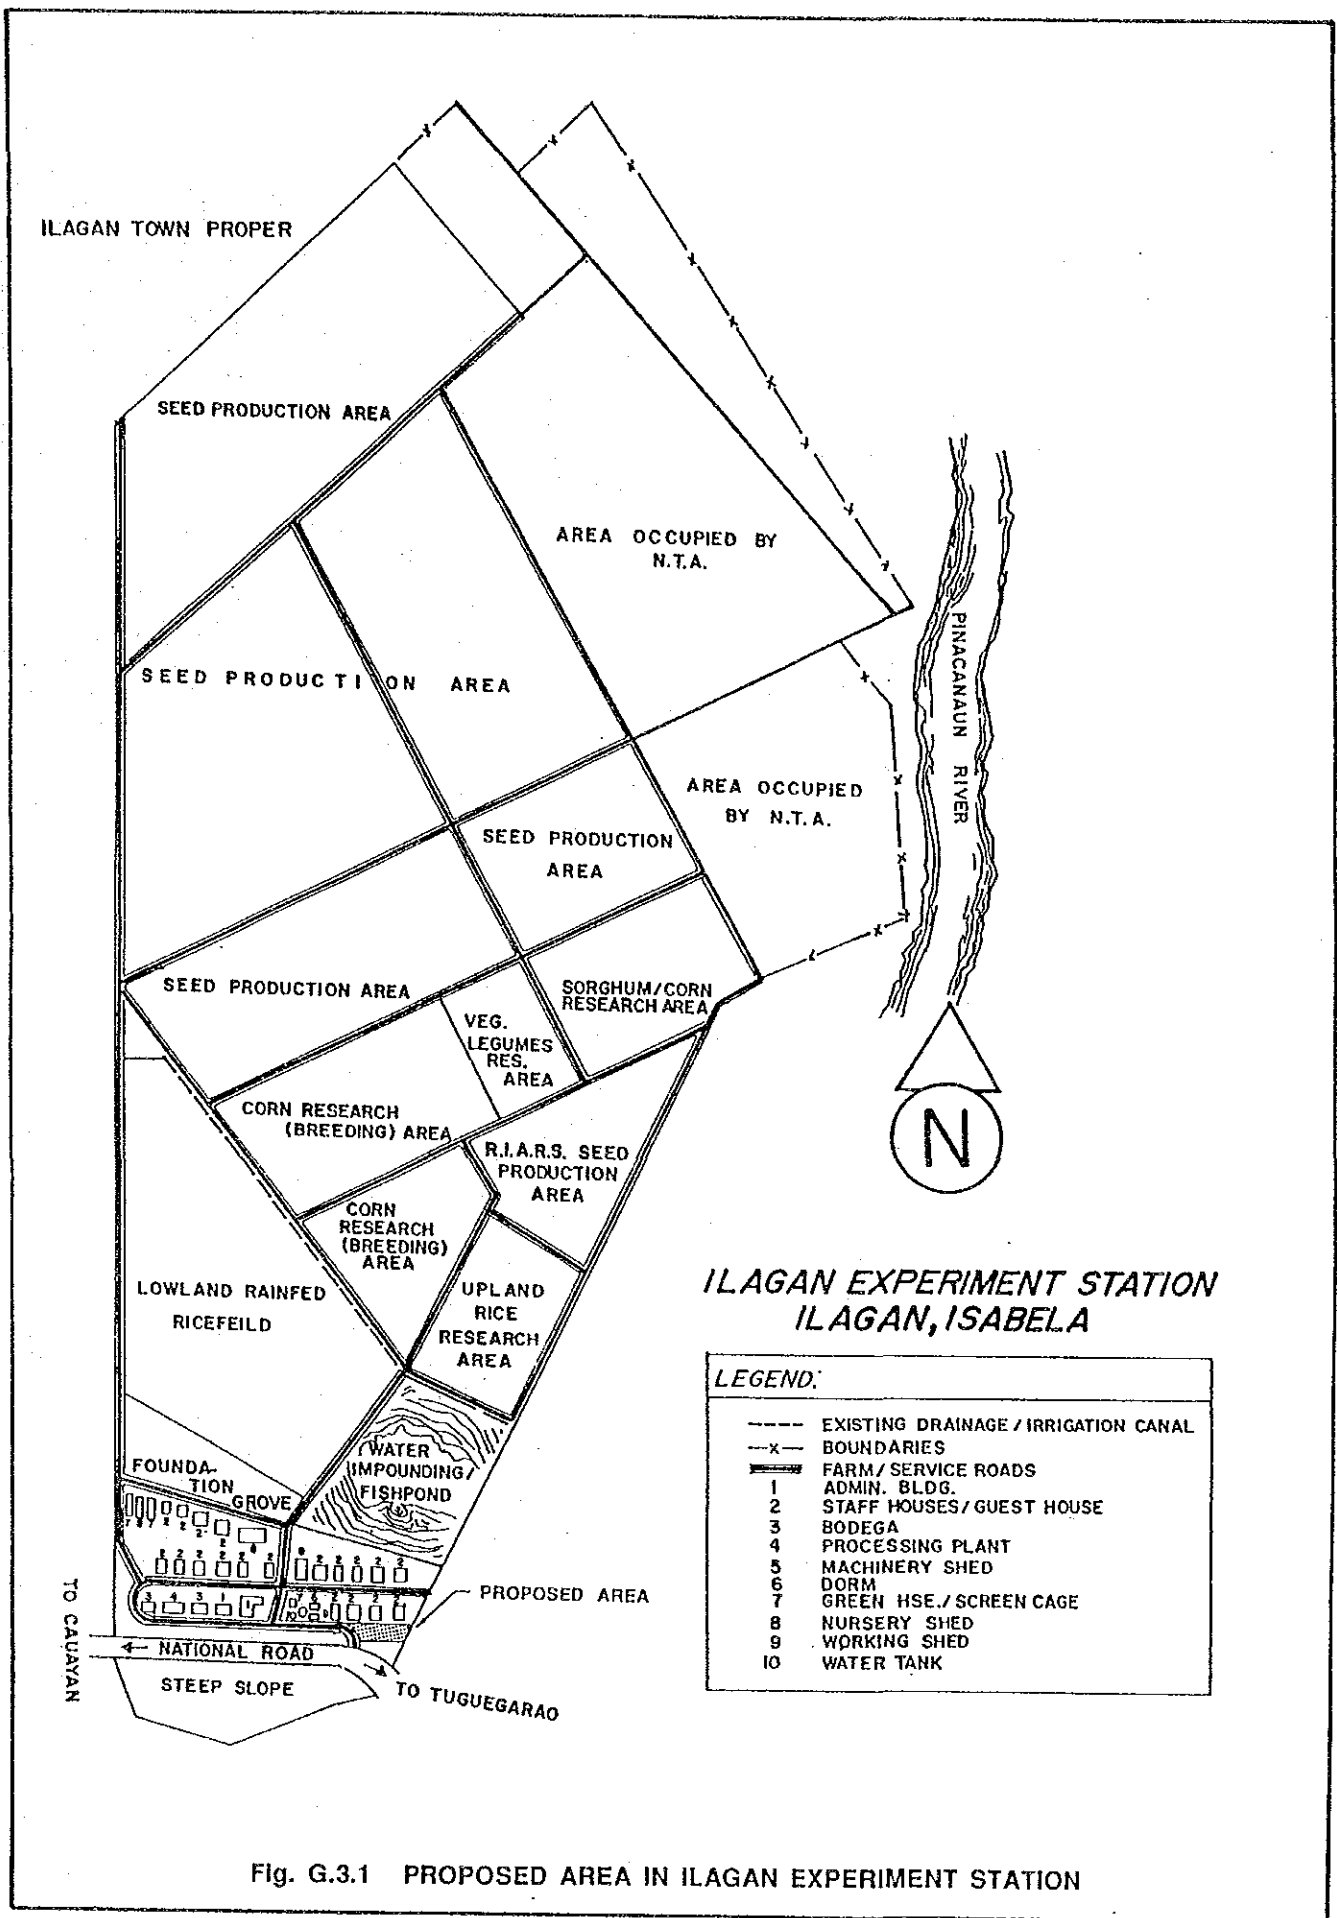 ILAGAN TOWN PROPER
SEED PRODUCTION AREA
AREA OCCUPIED BY
N.T.A.
SEED PRODUCTION AREA
PINACANAUN RIVER
AREA OCCUPIED
BY N.T.A.
SEED PRODUCTION
AREA
SEED PRODUCTION AREA
SORGHUM/CORN
RESEARCH AREA
VEG.
LEGUMES
RES.
AREA
CORN RESEARCH
(BREEDING) AREA
R.I.A.R.S. SEED
PRODUCTION
AREA
N
CORN
RESEARCH
(BREEDING)
AREA
LOWLAND RAINFED
RICEFEILD
UPLAND
RICE
RESEARCH
AREA
WATER
IMPOUNDING/
FISHPOND
FOUNDA-
TION
GROVE
PROPOSED AREA
TO CAUAYAN
NATIONAL ROAD
STEEP SLOPE
TO TUGUEGARAO
ILAGAN EXPERIMENT STATION
ILAGAN, ISABELA
LEGEND:
EXISTING DRAINAGE / IRRIGATION CANAL
—x— BOUNDARIES
FARM/ SERVICE ROADS
1 ADMIN. BLDG.
2 STAFF HOUSES/ GUEST HOUSE
3 BODEGA
4 PROCESSING PLANT
5 MACHINERY SHED
6 DORM
7 GREEN HSE./ SCREEN CAGE
8 NURSERY SHED
9 WORKING SHED
10 WATER TANK
Fig. G.3.1 PROPOSED AREA IN ILAGAN EXPERIMENT STATION